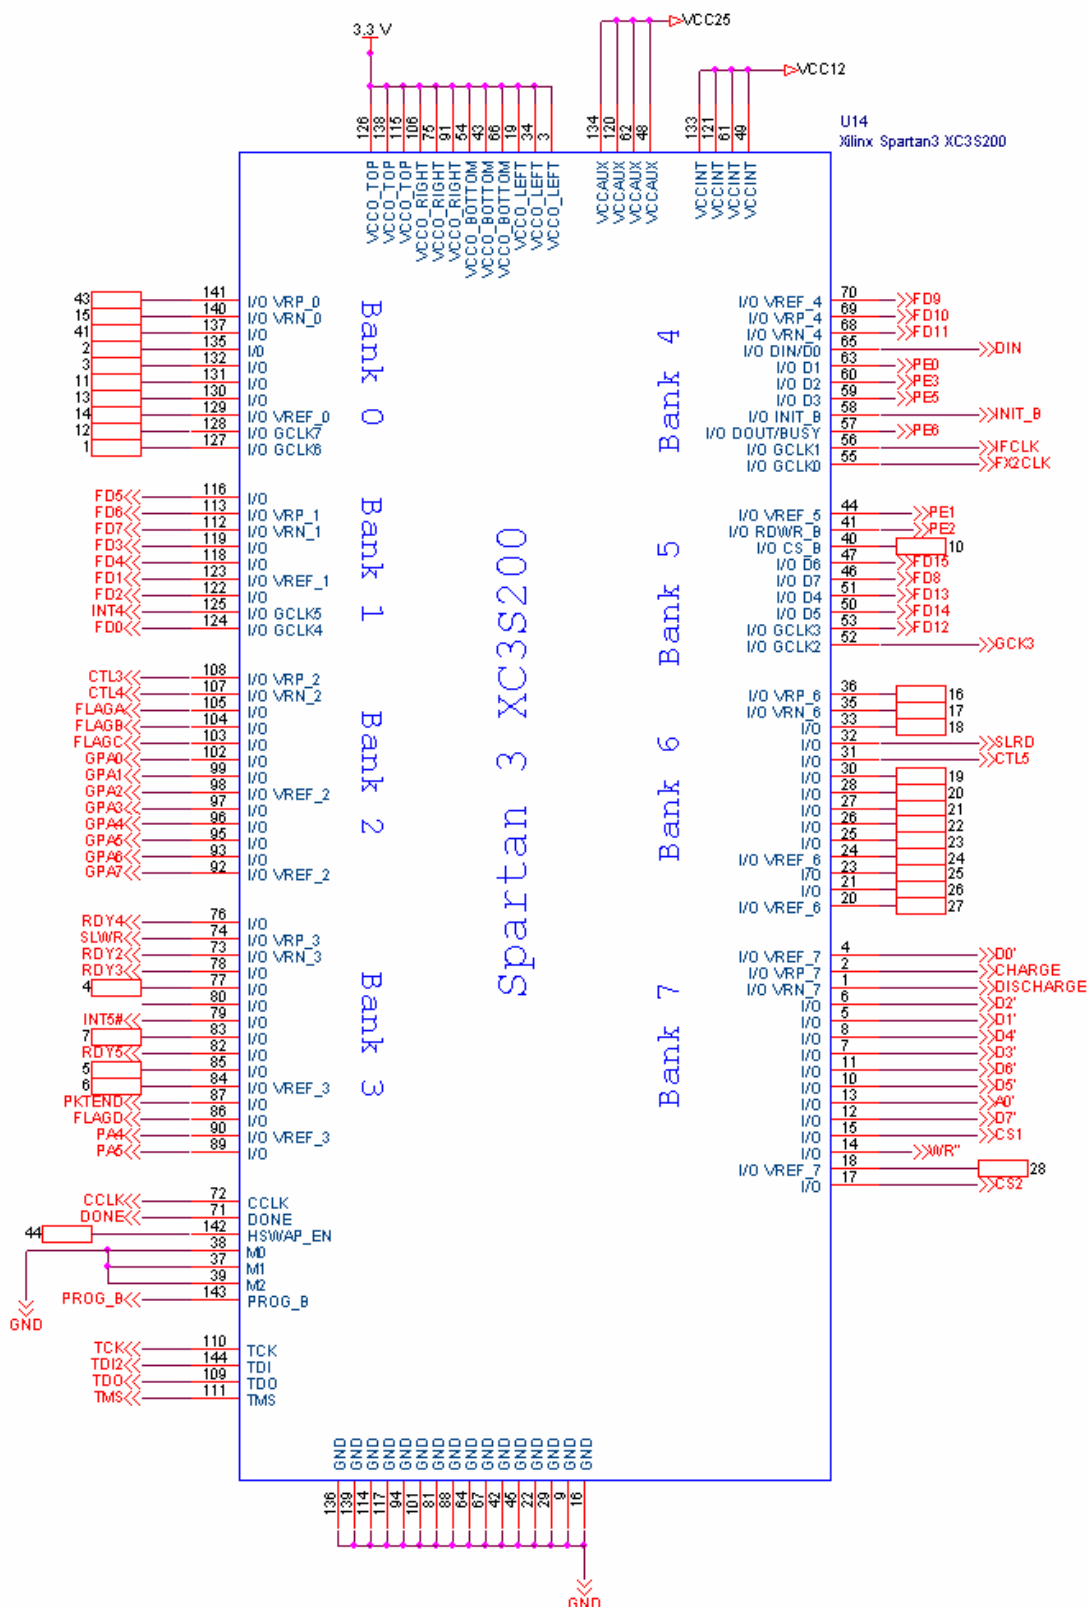 3.3 V
VCC25
VCC12
126 138 115 106 75 91 54 43 66 19 34 3 134 120 62 48 133 121 61 49
U14
Xilinx Spartan3 XC3S200
VCCO_TOP VCCO_TOP VCCO_TOP VCCO_RIGHT VCCO_RIGHT VCCO_RIGHT VCCO_BOTTOM VCCO_BOTTOM VCCO_BOTTOM VCCO_LEFT VCCO_LEFT VCCO_LEFT VCCAUX VCCAUX VCCAUX VCCAUX VCCINT VCCINT VCCINT VCCINT
43 141 I/O VRP_0
15 140 I/O VRN_0
41 137 I/O
2 135 I/O
3 132 I/O
11 131 I/O
13 130 I/O
14 129 I/O VREF_0
12 128 I/O GCLK7
1 127 I/O GCLK6
Bank 0
FD5 116 I/O
FD6 113 I/O VRP_1
FD7 112 I/O VRN_1
FD3 119 I/O
FD4 118 I/O
FD1 123 I/O VREF_1
FD2 122 I/O
INT4 125 I/O GCLK5
FD0 124 I/O GCLK4
Bank 1
CTL3 108 I/O VRP_2
CTL4 107 I/O VRN_2
FLAGA 105 I/O
FLAGB 104 I/O
FLAGC 103 I/O
GPA0 102 I/O
GPA1 99 I/O
GPA2 98 I/O VREF_2
GPA3 97 I/O
GPA4 96 I/O
GPA5 95 I/O
GPA6 93 I/O
GPA7 92 I/O VREF_2
Bank 2
RDY4 76 I/O
SLWR 74 I/O VRP_3
RDY2 73 I/O VRN_3
RDY3 78 I/O
4 77 I/O
80 I/O
INT5# 79 I/O
7 83 I/O
RDY5 82 I/O
5 85 I/O
6 84 I/O VREF_3
PKTEND 87 I/O
FLAGD 86 I/O
PA4 90 I/O VREF_3
PA5 89 I/O
Bank 3
CCLK 72 CCLK
DONE 71 DONE
44 142 HSWAP_EN
38 M0
37 M1
39 M2
PROG_B 143 PROG_B
GND
TCK 110 TCK
TDI2 144 TDI
TDO 109 TDO
TMS 111 TMS
Spartan 3 XC3S200
I/O VREF_4 70 FD9
I/O VRP_4 69 FD10
I/O VRN_4 68 FD11
I/O DIN/D0 65 DIN
I/O D1 63 PE0
I/O D2 60 PE3
I/O D3 59 PE5
I/O INIT_B 58 INIT_B
I/O DOUT/BUSY 57 PE6
I/O GCLK1 56 IFCLK
I/O GCLK0 55 FX2CLK
Bank 4
I/O VREF_5 44 PE1
I/O RDWR_B 41 PE2
I/O CS_B 40 10
I/O D6 47 FD15
I/O D7 46 FD8
I/O D4 51 FD13
I/O D5 50 FD14
I/O GCLK3 53 FD12
I/O GCLK2 52 GCK3
Bank 5
I/O VRP_6 36 16
I/O VRN_6 35 17
I/O 33 18
I/O 32 SLRD
I/O 31 CTL5
I/O 30 19
I/O 28 20
I/O 27 21
I/O 26 22
I/O 25 23
I/O VREF_6 24 24
I/O 23 25
I/O 21 26
I/O VREF_6 20 27
Bank 6
I/O VREF_7 4 D0'
I/O VRP_7 2 CHARGE
I/O VRN_7 1 DISCHARGE
I/O 6 D2'
I/O 5 D1'
I/O 8 D4'
I/O 7 D3'
I/O 11 D6'
I/O 10 D5'
I/O 13 A0'
I/O 12 D7'
I/O 15 CS1
I/O 14 WR"
I/O VREF_7 18 28
I/O 17 CS2
Bank 7
GND GND GND GND GND GND GND GND GND GND GND GND GND GND GND GND
136 139 114 117 94 101 81 88 64 67 42 45 22 29 9 16
GND